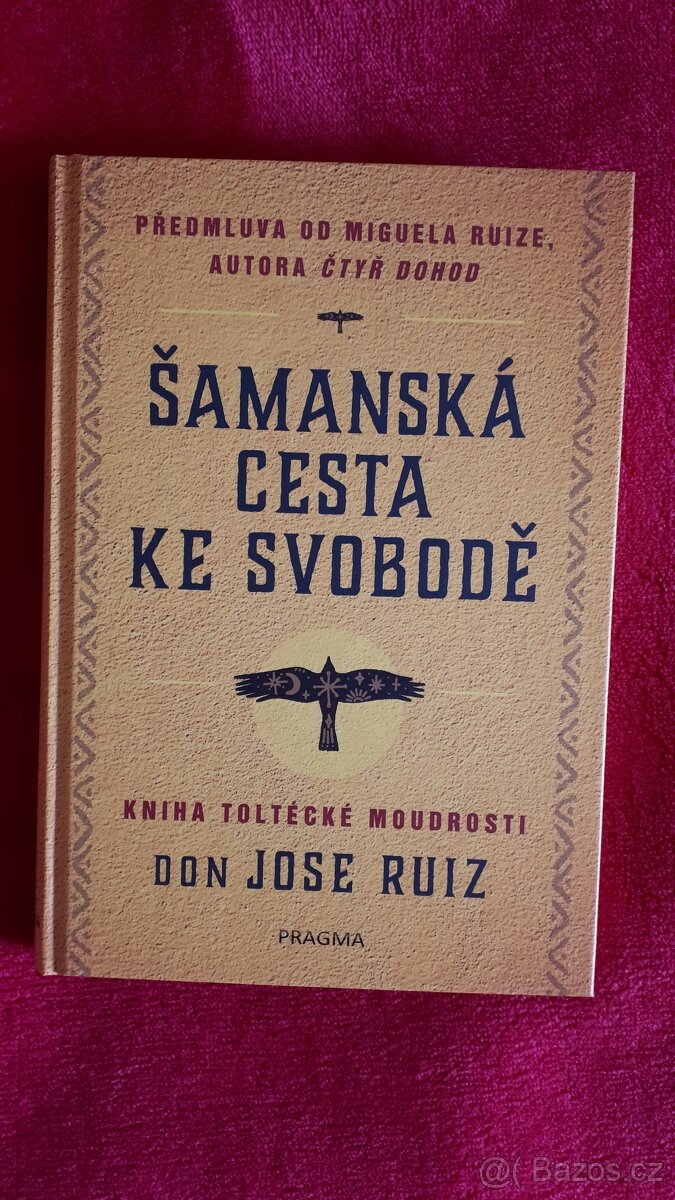 PŘEDMLUVA OD MIGUELA RUIZE,
AUTORA ČTYŘ DOHOD
ŠAMANSKÁ
CESTA
KE SVOBODĚ
KNIHA TOLTÉCKÉ MOUDROSTI
DON JOSE RUIZ
PRAGMA
@( Bazos.cz